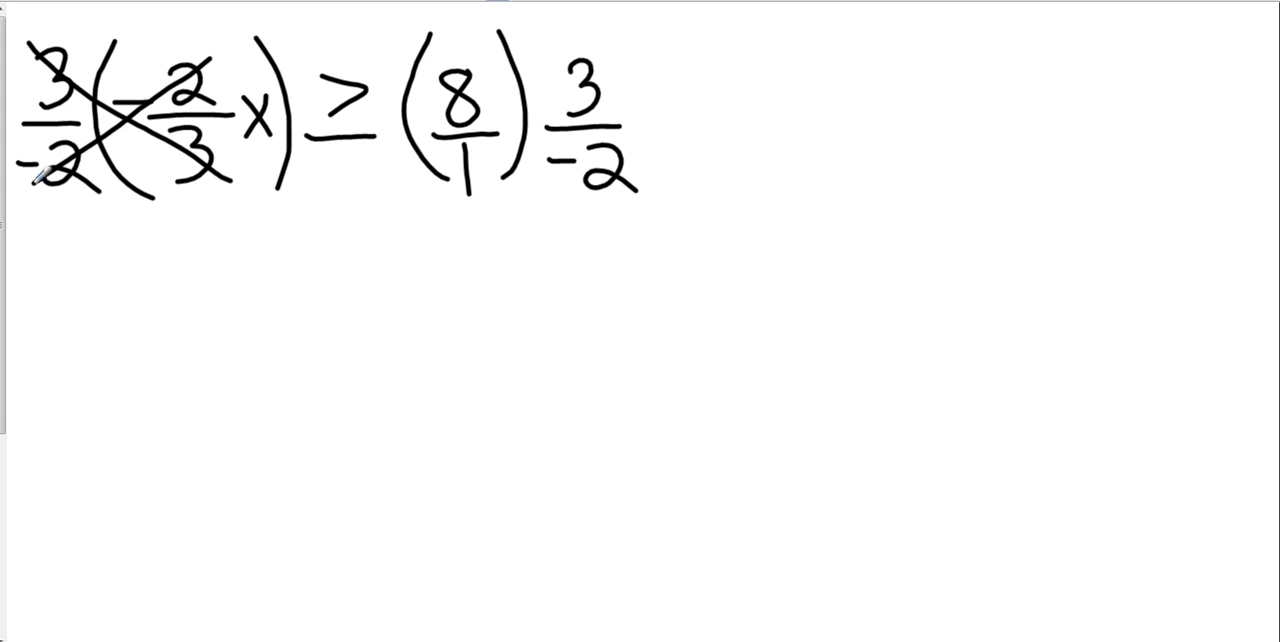 3/-2 (-2/3 x) ≥ (8/1) 3/-2